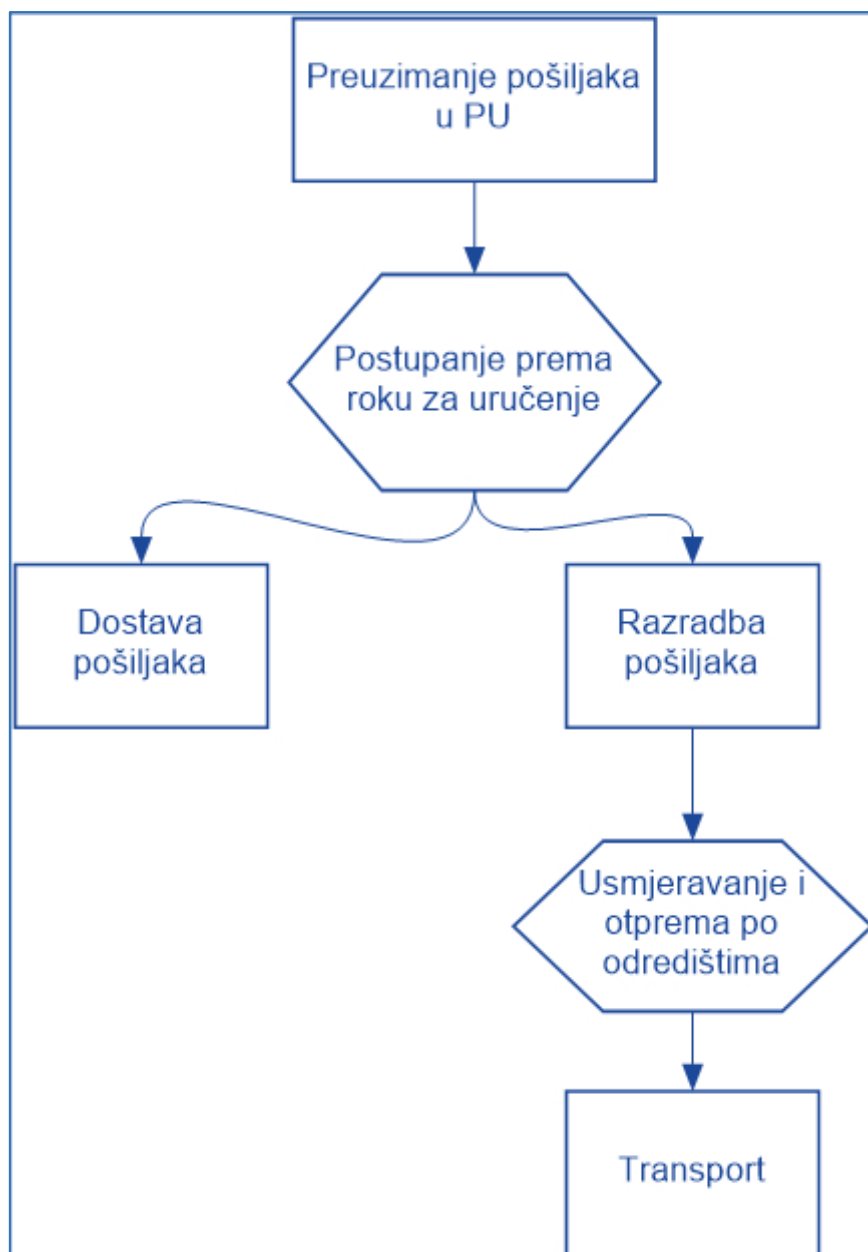 Preuzimanje pošiljaka
u PU
Postupanje prema
roku za uručenje
Dostava
pošiljaka
Razradba
pošiljaka
Usmjeravanje i
otprema po
odredištima
Transport